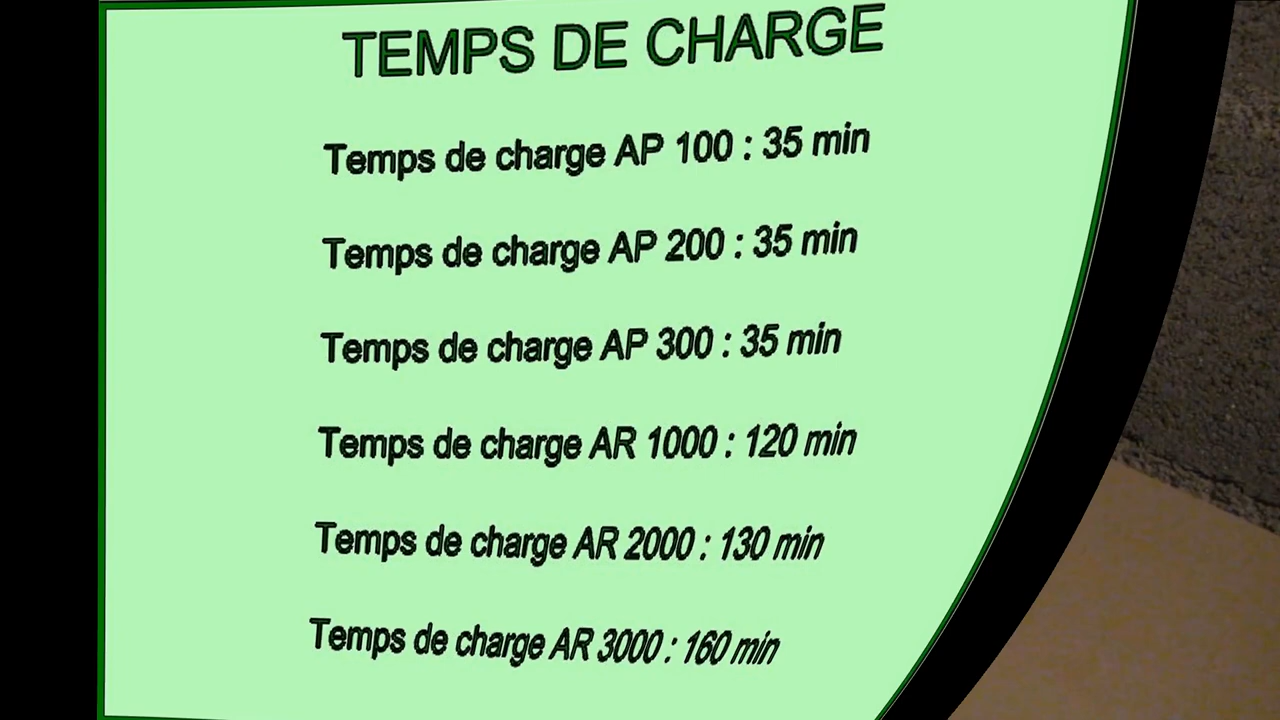 TEMPS DE CHARGE
Temps de charge AP 100 : 35 min
Temps de charge AP 200 : 35 min
Temps de charge AP 300 : 35 min
Temps de charge AR 1000 : 120 min
Temps de charge AR 2000 : 130 min
Temps de charge AR 3000 : 160 min